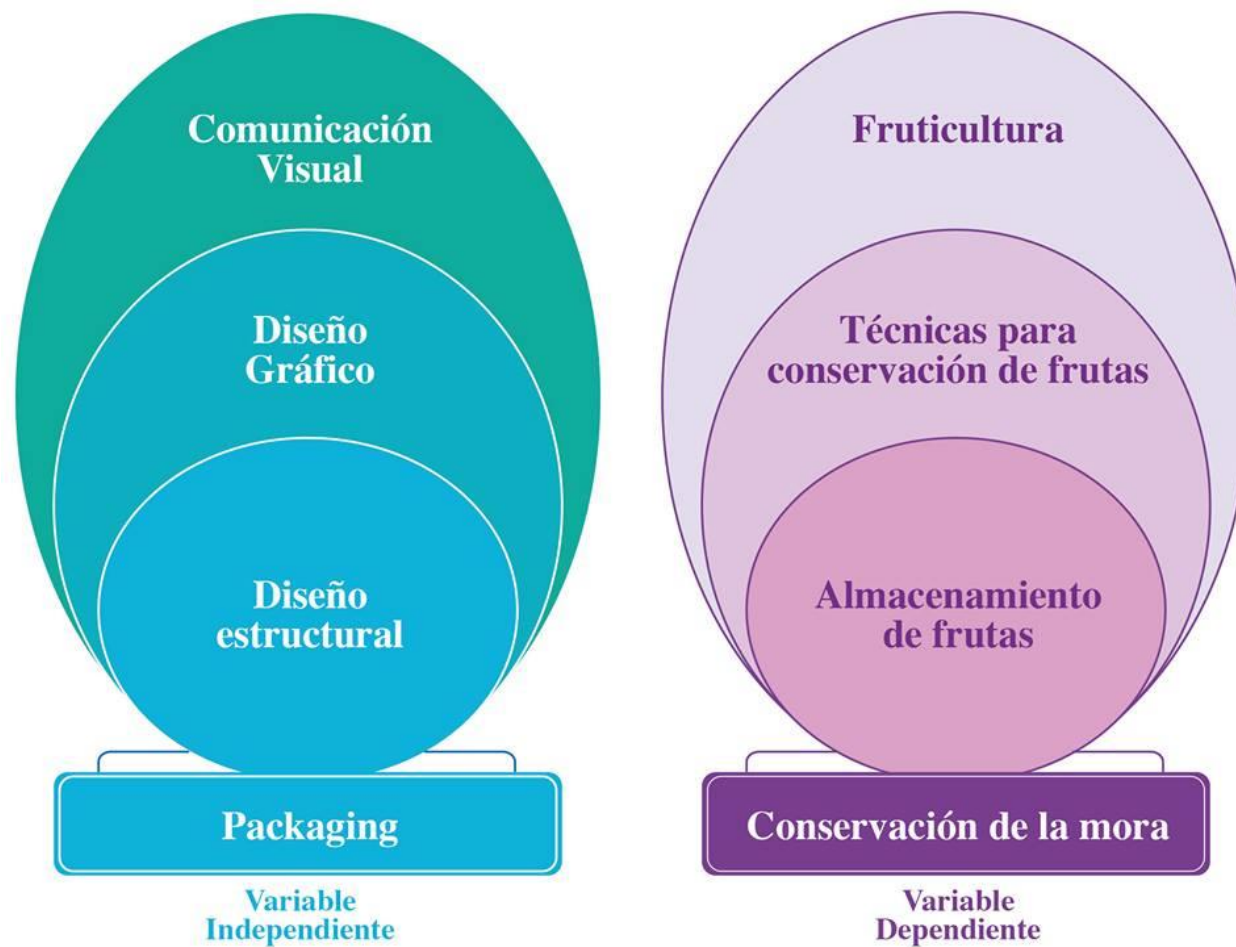 Comunicación
Visual
Diseño
Gráfico
Diseño
estructural
Packaging
Variable
Independiente
Fruticultura
Técnicas para
conservación de frutas
Almacenamiento
de frutas
Conservación de la mora
Variable
Dependiente